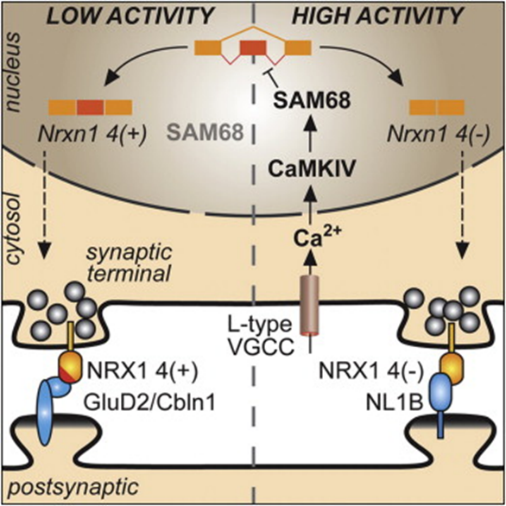 LOW ACTIVITY
HIGH ACTIVITY
nucleus
SAM68
Nrxn1 4(+)
SAM68
Nrxn1 4(-)
CaMKIV
cytosol
Ca2+
synaptic
terminal
L-type
VGCC
NRX1 4(+)
GluD2/Cbln1
NRX1 4(-)
NL1B
postsynaptic